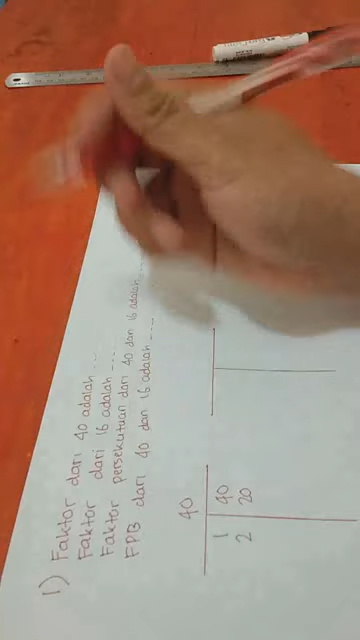 1) Faktor dari 40 adalah ...
Faktor dari 16 adalah ....
Faktor persekutuan dari 40 dan 16 adalah ...
FPB dari 40 dan 16 adalah ....
40
1 40
2 20